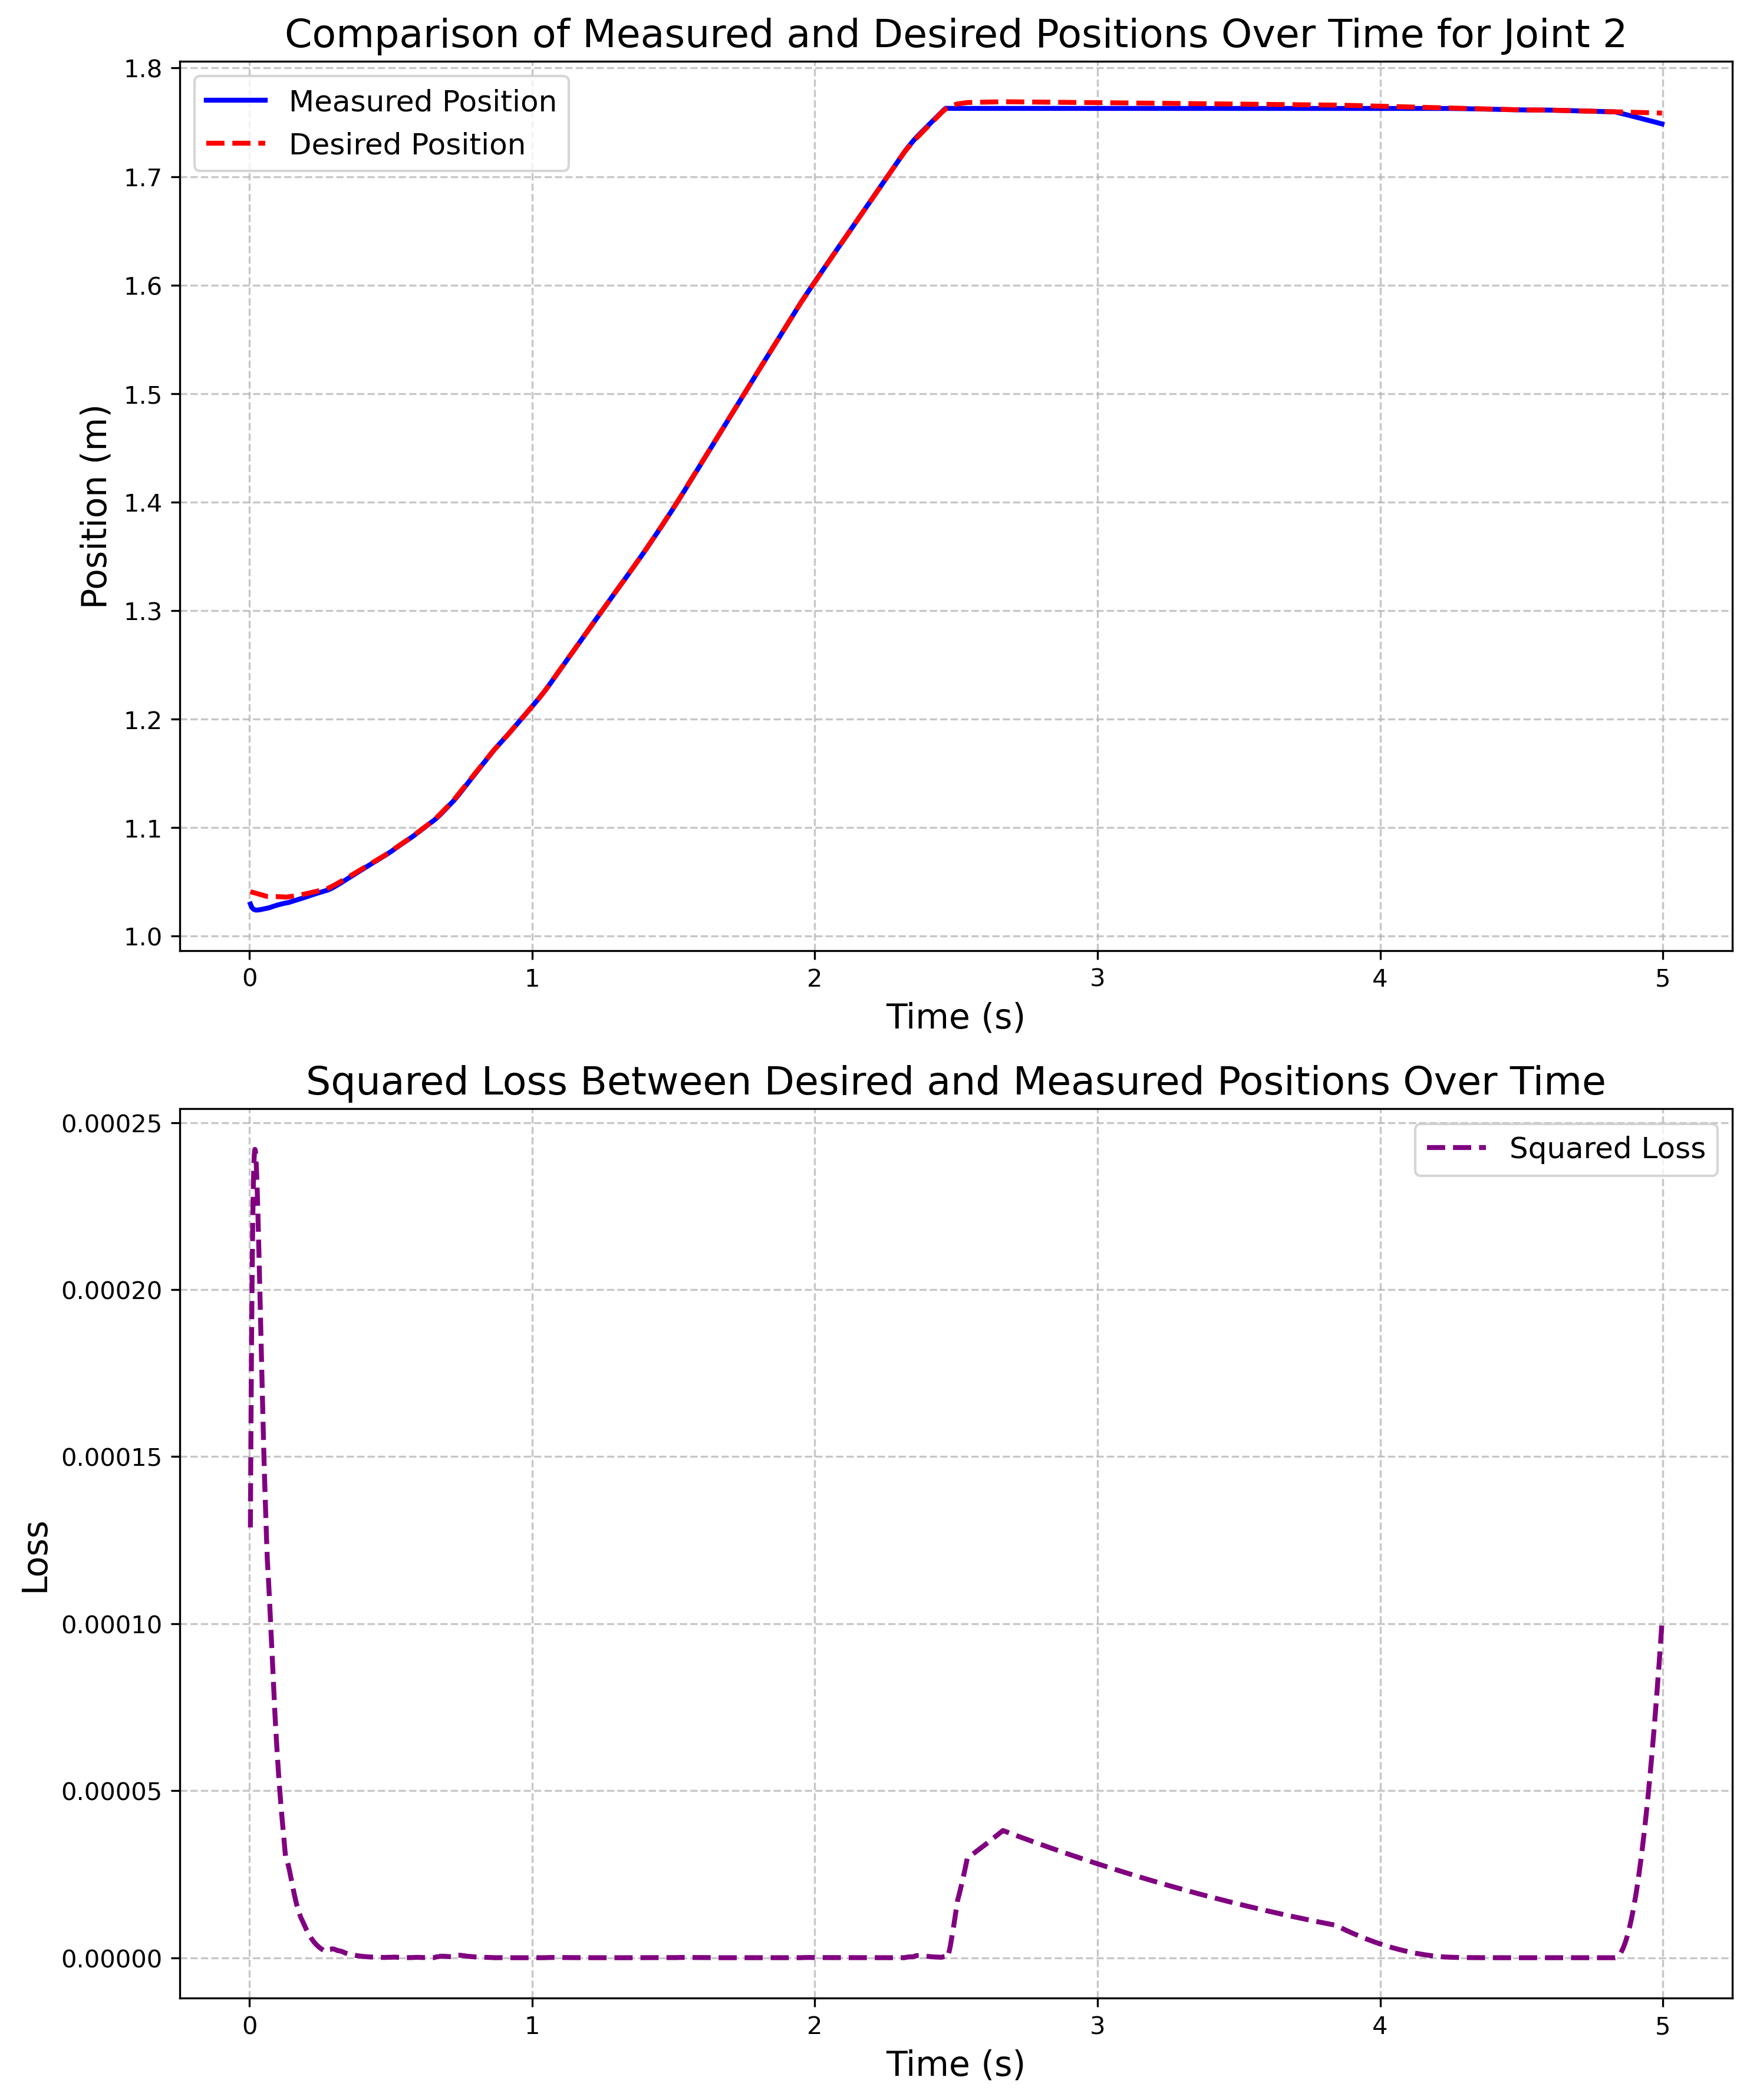 Comparison of Measured and Desired Positions Over Time for Joint 2
Measured Position
Desired Position
1.8
1.7
1.6
1.5
1.4
1.3
1.2
1.1
1.0
Position (m)
0 1 2 3 4 5
Time (s)
Squared Loss Between Desired and Measured Positions Over Time
Squared Loss
0.00025
0.00020
0.00015
0.00010
0.00005
0.00000
Loss
0 1 2 3 4 5
Time (s)